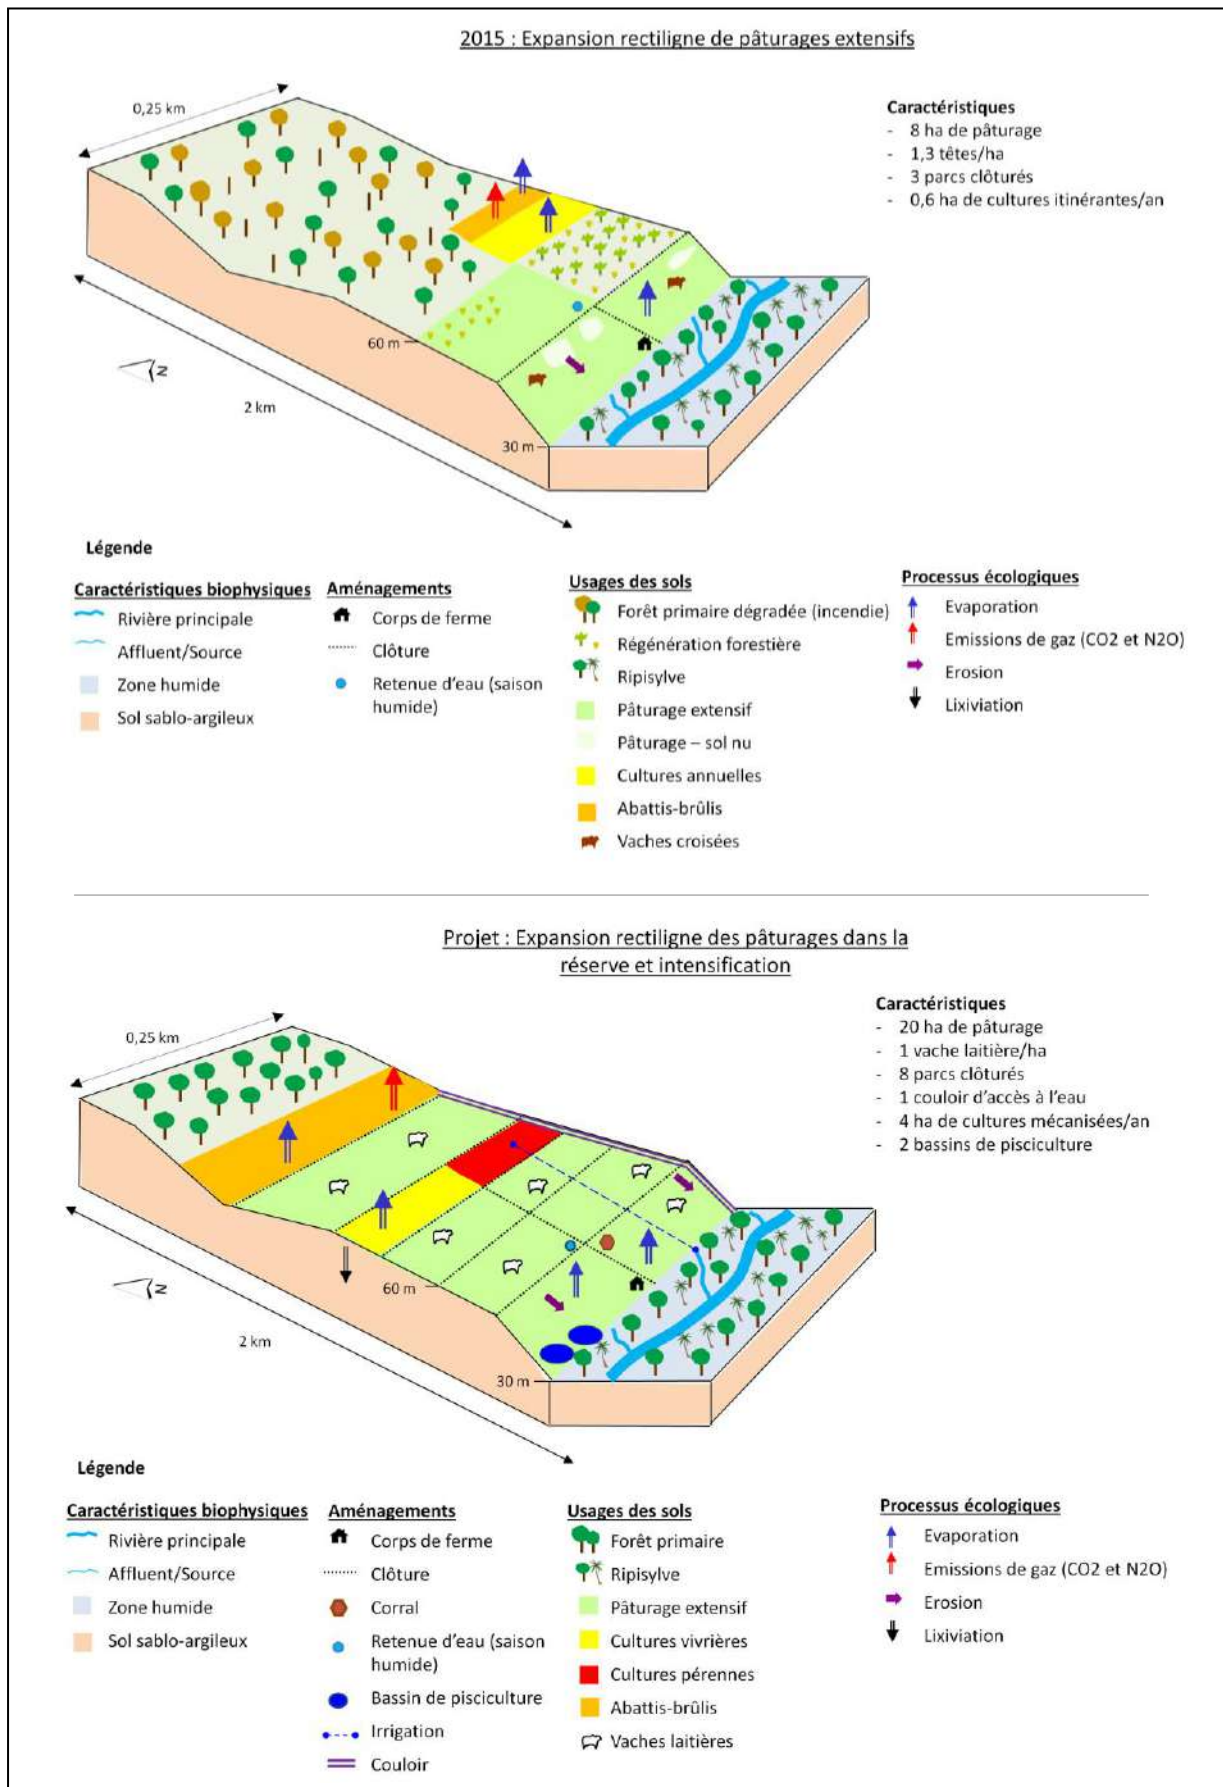 2015 : Expansion rectiligne de pâturages extensifs
0,25 km
Caractéristiques
- 8 ha de pâturage
- 1,3 têtes/ha
- 3 parcs clôturés
- 0,6 ha de cultures itinérantes/an
60 m
N
2 km
30 m
Légende
Caractéristiques biophysiques
Rivière principale
Affluent/Source
Zone humide
Sol sablo-argileux
Aménagements
Corps de ferme
Clôture
Retenue d'eau (saison
humide)
Usages des sols
Forêt primaire dégradée (incendie)
Régénération forestière
Ripisylve
Pâturage extensif
Pâturage – sol nu
Cultures annuelles
Abattis-brûlis
Vaches croisées
Processus écologiques
Evaporation
Emissions de gaz (CO2 et N2O)
Erosion
Lixiviation
Projet : Expansion rectiligne des pâturages dans la
réserve et intensification
0,25 km
Caractéristiques
- 20 ha de pâturage
- 1 vache laitière/ha
- 8 parcs clôturés
- 1 couloir d'accès à l'eau
- 4 ha de cultures mécanisées/an
- 2 bassins de pisciculture
60 m
N
2 km
30 m
Légende
Caractéristiques biophysiques
Rivière principale
Affluent/Source
Zone humide
Sol sablo-argileux
Aménagements
Corps de ferme
Clôture
Corral
Retenue d'eau (saison
humide)
Bassin de pisciculture
Irrigation
Couloir
Usages des sols
Forêt primaire
Ripisylve
Pâturage extensif
Cultures vivrières
Cultures pérennes
Abattis-brûlis
Vaches laitières
Processus écologiques
Evaporation
Emissions de gaz (CO2 et N2O)
Erosion
Lixiviation